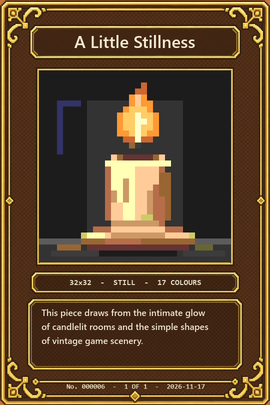 A Little Stillness
32x32 - STILL - 17 COLOURS
This piece draws from the intimate glow
of candlelit rooms and the simple shapes
of vintage game scenery.
No. 000006 - 1 OF 1 - 2026-11-17